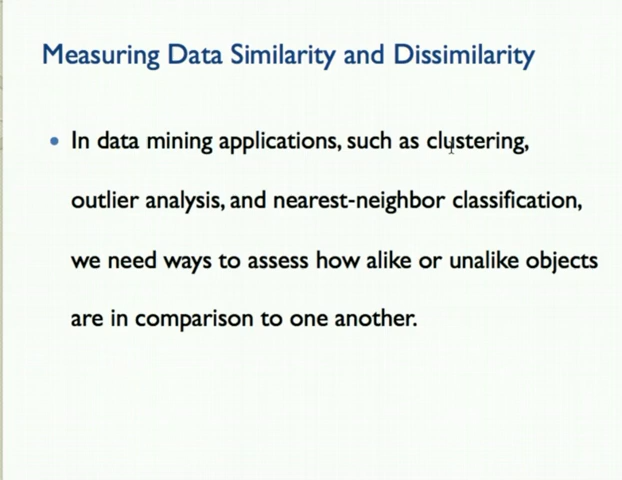 Measuring Data Similarity and Dissimilarity
• In data mining applications, such as clustering,
outlier analysis, and nearest-neighbor classification,
we need ways to assess how alike or unalike objects
are in comparison to one another.